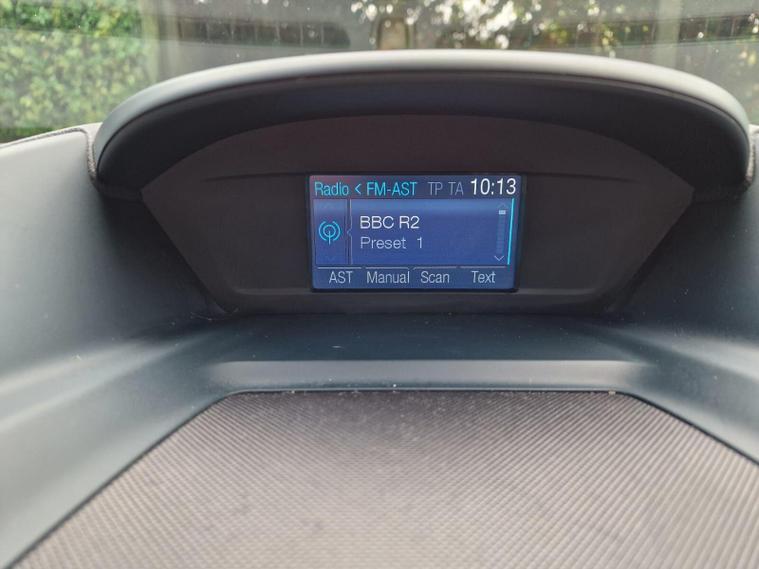 Radio < FM-AST TP TA 10:13
BBC R2
Preset 1
AST Manual Scan Text